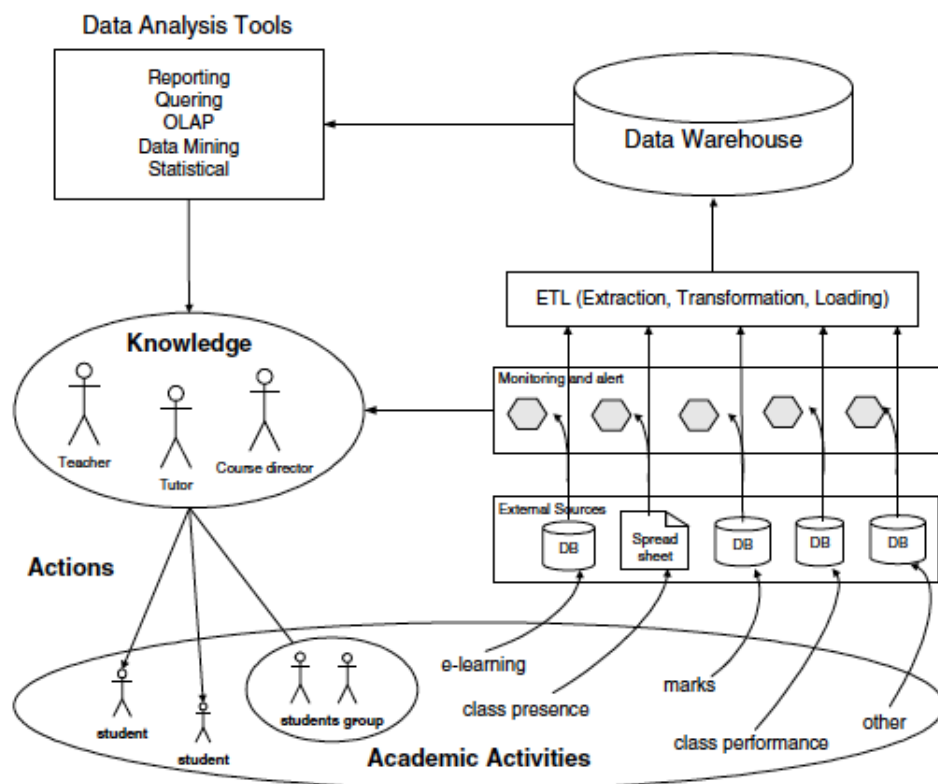 Data Analysis Tools
Reporting
Quering
OLAP
Data Mining
Statistical
Data Warehouse
ETL (Extraction, Transformation, Loading)
Knowledge
Teacher
Tutor
Course director
Monitoring and alert
External Sources
DB
Spread
sheet
DB
DB
DB
Actions
e-learning
class presence
marks
class performance
other
student
student
students group
Academic Activities